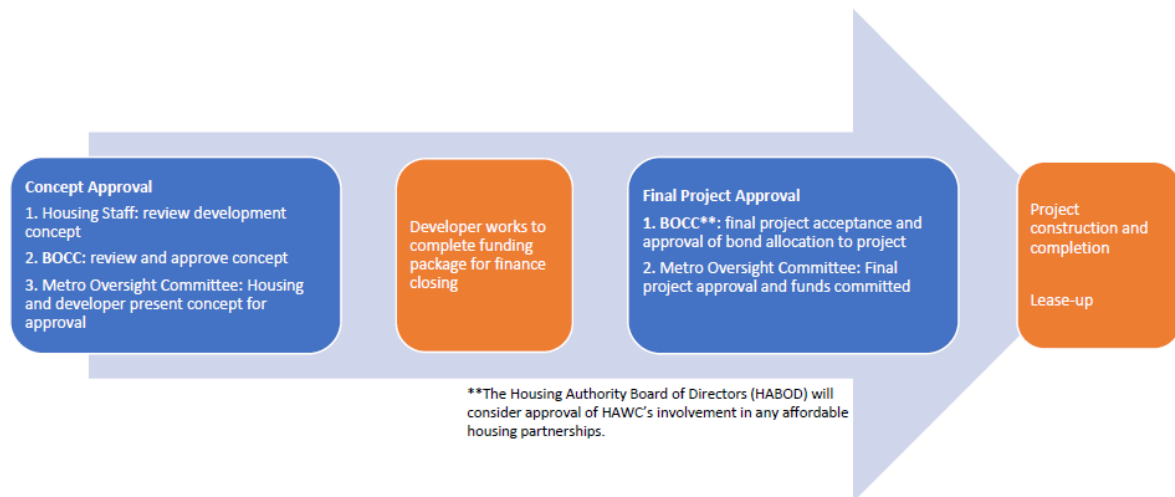 Concept Approval
1. Housing Staff: review development
concept
2. BOCC: review and approve concept
3. Metro Oversight Committee: Housing
and developer present concept for
approval
Developer works to
complete funding
package for finance
closing
Final Project Approval
1. BOCC**: final project acceptance and
approval of bond allocation to project
2. Metro Oversight Committee: Final
project approval and funds committed
Project
construction and
completion
Lease-up
**The Housing Authority Board of Directors (HABOD) will
consider approval of HAWC’s involvement in any affordable
housing partnerships.